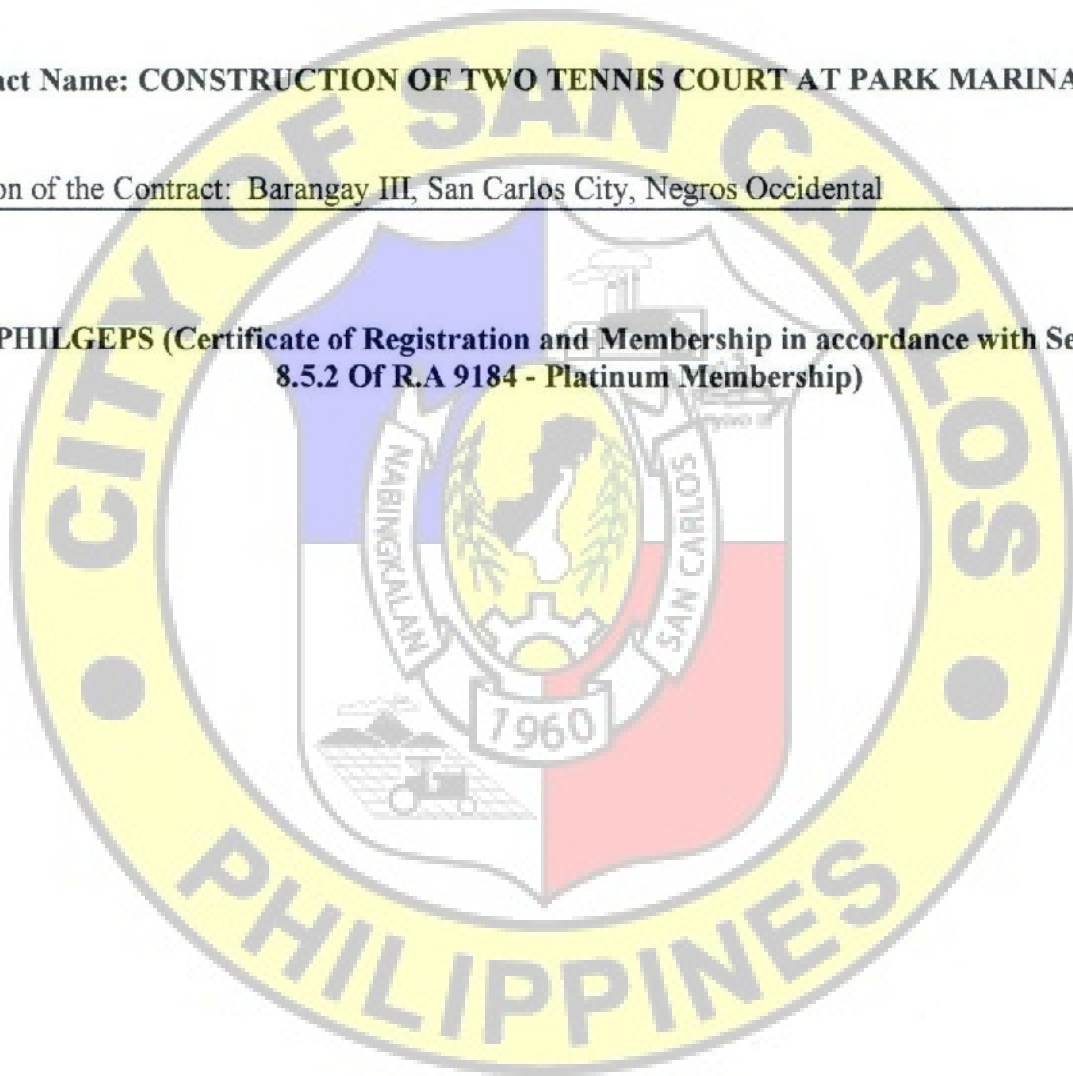 act Name: CONSTRUCTION OF TWO TENNIS COURT AT PARK MARINA
on of the Contract: Barangay III, San Carlos City, Negros Occidental
PHILGEPS (Certificate of Registration and Membership in accordance with Se
8.5.2 Of R.A 9184 - Platinum Membership)
CITY OF SAN CARLOS
NABINGKALAN
SAN CARLOS
1960
PHILIPPINES